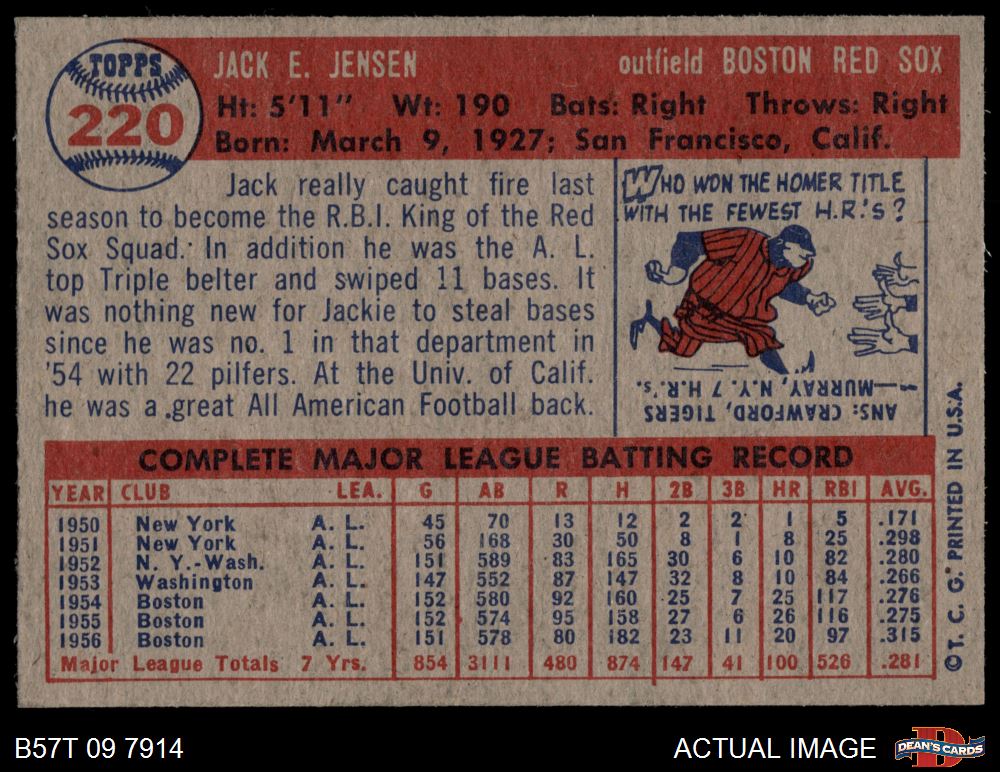 TOPPS
220
JACK E. JENSEN outfield BOSTON RED SOX
Ht: 5'11" Wt: 190 Bats: Right Throws: Right
Born: March 9, 1927; San Francisco, Calif.
Jack really caught fire last
season to become the R.B.I. King of the Red
Sox Squad. In addition he was the A. L.
top Triple belter and swiped 11 bases. It
was nothing new for Jackie to steal bases
since he was no. 1 in that department in
'54 with 22 pilfers. At the Univ. of Calif.
he was a great All American Football back.
WHO WON THE HOMER TITLE
WITH THE FEWEST H.R.'S?
ANS: CRAWFORD, TIGERS
—MURRAY, N.Y. 7 H.R.'s.
COMPLETE MAJOR LEAGUE BATTING RECORD
YEAR CLUB LEA. G AB R H 2B 3B HR RBI AVG.
1950 New York A. L. 45 70 13 12 2 2 1 5 .171
1951 New York A. L. 56 168 30 50 8 1 8 25 .298
1952 N. Y.-Wash. A. L. 151 589 83 165 30 6 10 82 .280
1953 Washington A. L. 147 552 87 147 32 8 10 84 .266
1954 Boston A. L. 152 580 92 160 25 7 25 117 .276
1955 Boston A. L. 152 574 95 158 27 6 26 116 .275
1956 Boston A. L. 151 578 80 182 23 11 20 97 .315
Major League Totals 7 Yrs. 854 3111 480 874 147 41 100 526 .281
© T. C. G. PRINTED IN U.S.A.
B57T 09 7914
ACTUAL IMAGE
DEAN'S CARDS